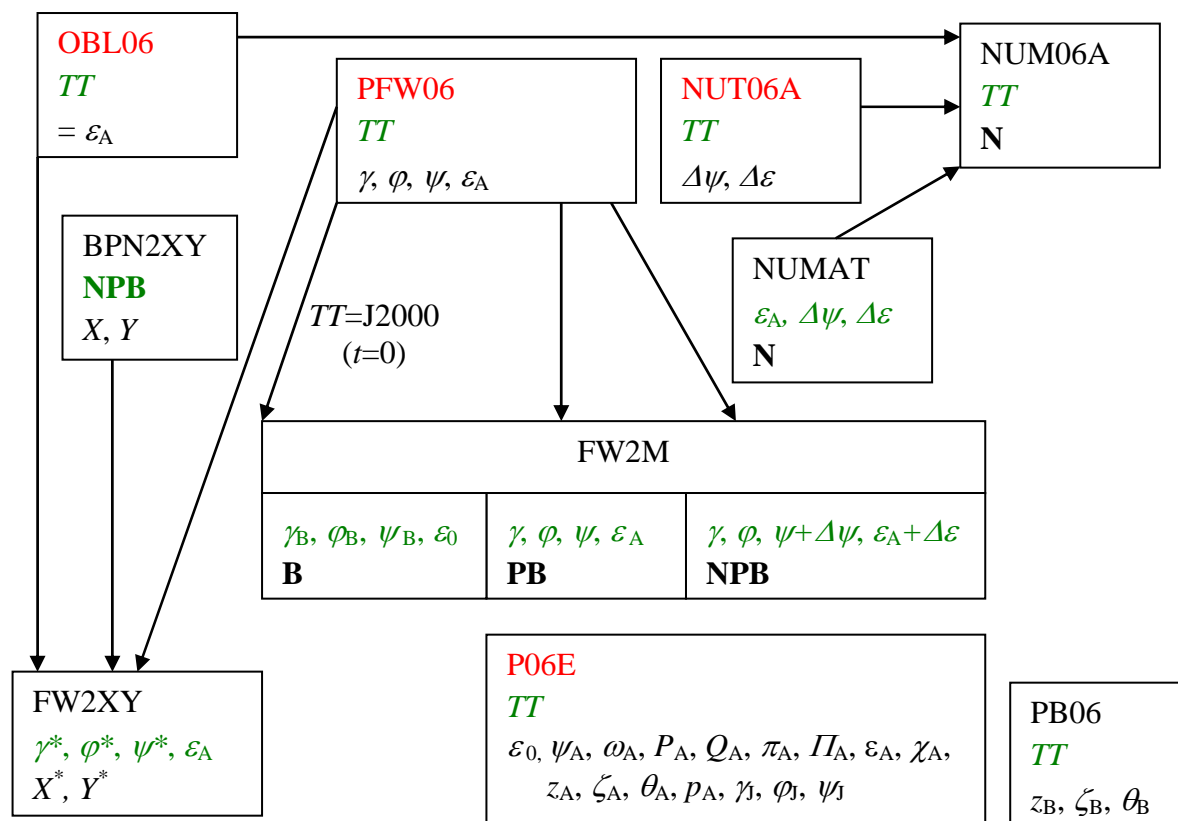 OBL06
TT
= εA
PFW06
TT
γ, φ, ψ, εA
NUT06A
TT
Δψ, Δε
NUM06A
TT
N
BPN2XY
NPB
X, Y
TT=J2000
(t=0)
NUMAT
εA, Δψ, Δε
N
FW2M
γB, φB, ψB, ε0
B
γ, φ, ψ, εA
PB
γ, φ, ψ+Δψ, εA+Δε
NPB
FW2XY
γ*, φ*, ψ*, εA
X*, Y*
P06E
TT
ε0, ψA, ωA, PA, QA, πA, ΠA, εA, χA,
zA, ζA, θA, pA, γJ, φJ, ψJ
PB06
TT
zB, ζB, θB